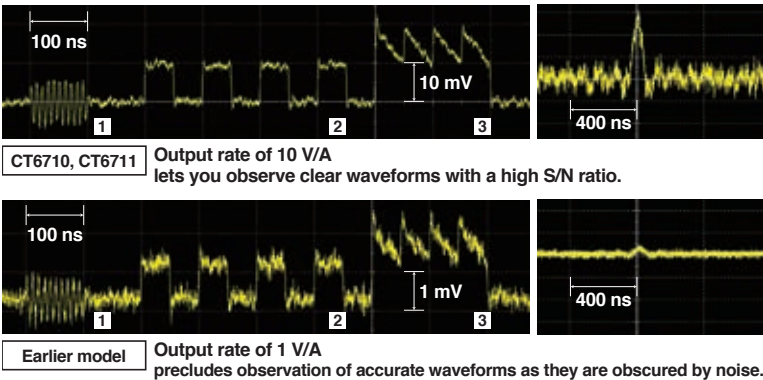 100 ns
10 mV
1
2
3
400 ns
CT6710, CT6711
Output rate of 10 V/A
lets you observe clear waveforms with a high S/N ratio.
100 ns
1 mV
1
2
3
400 ns
Earlier model
Output rate of 1 V/A
precludes observation of accurate waveforms as they are obscured by noise.